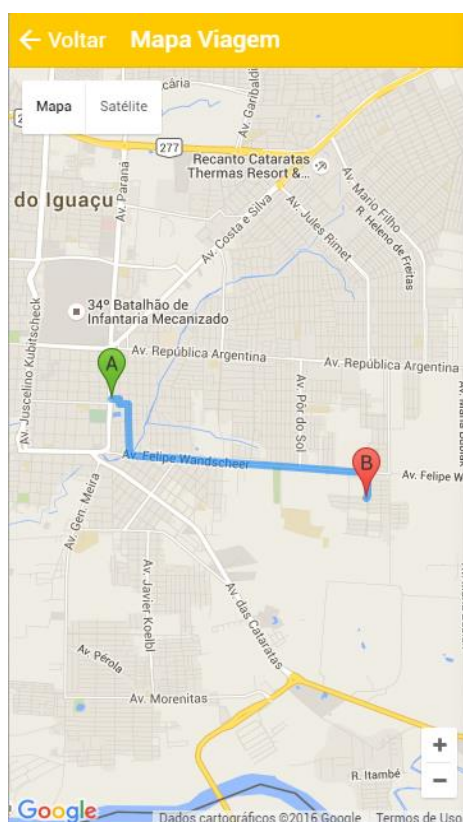 ← Voltar Mapa Viagem
Mapa
Satélite
cária
Av. Garibaldi
277
Recanto Cataratas
Thermas Resort &...
do Iguaçu
Av. Paraná
Av. Costa e Silva
Av. Jules Rimet
Av. Mario Filho
R. Heleno de Freitas
34º Batalhão de
Infantaria Mecanizado
Av. Juscelino Kubitscheck
Av. República Argentina
Av. República Argentina
A
Av. Pôr do Sol
B
Av. Felipe Wandscheer
Av. Felipe W
Av. Gen. Meira
Av. Javier Koelbl
Av. das Cataratas
Av. Pérola
Av. Morenitas
+
−
R. Itambé
Google
Dados cartográficos ©2016 Google
Termos de Uso